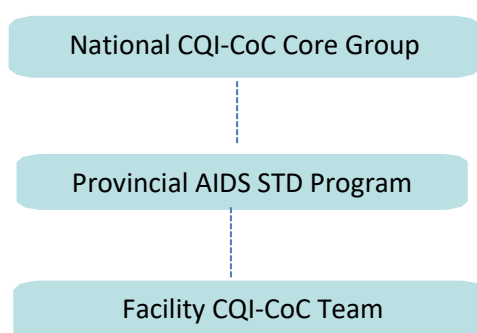 National CQI-CoC Core Group
Provincial AIDS STD Program
Facility CQI-CoC Team